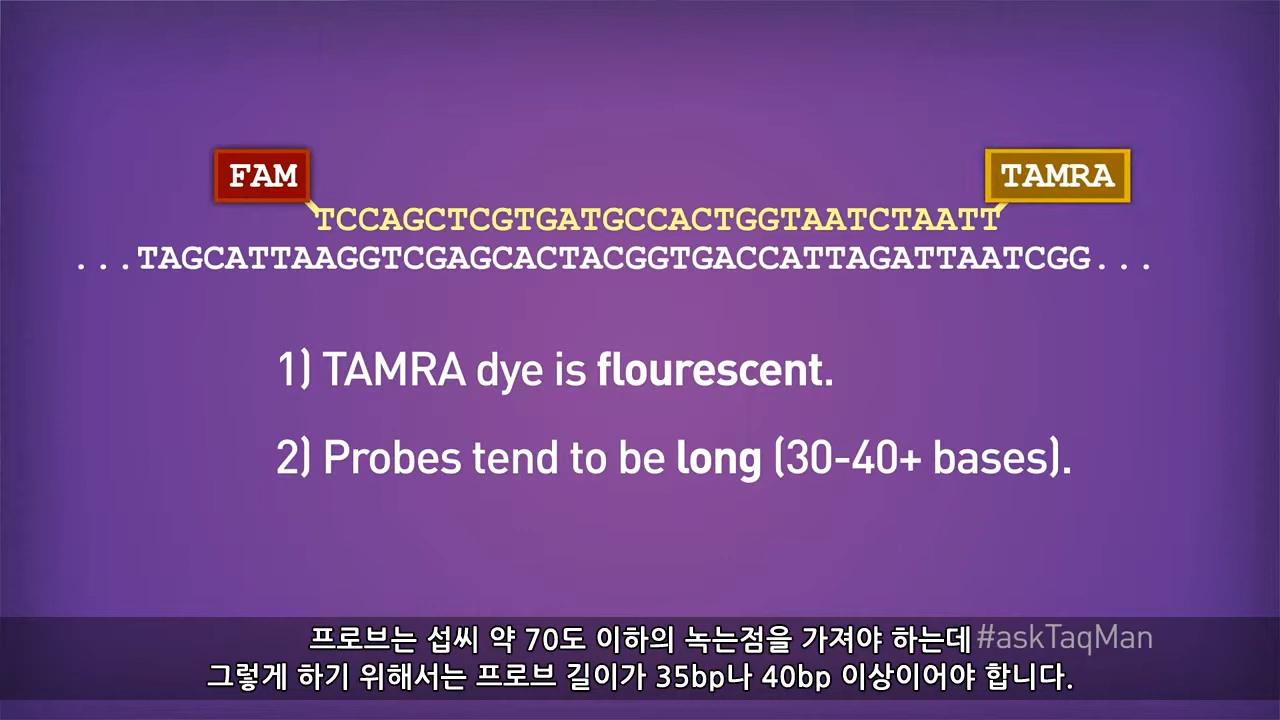 FAM
TAMRA
TCCAGCTCGTGATGCCACTGGTAATCTAATT
...TAGCATTAAGGTCGAGCACTACGGTGACCATTAGATTAATCGG...
1) TAMRA dye is flourescent.
2) Probes tend to be long (30-40+ bases).
프로브는 섭씨 약 70도 이하의 녹는점을 가져야 하는데
#askTaqMan
그렇게 하기 위해서는 프로브 길이가 35bp나 40bp 이상이어야 합니다.